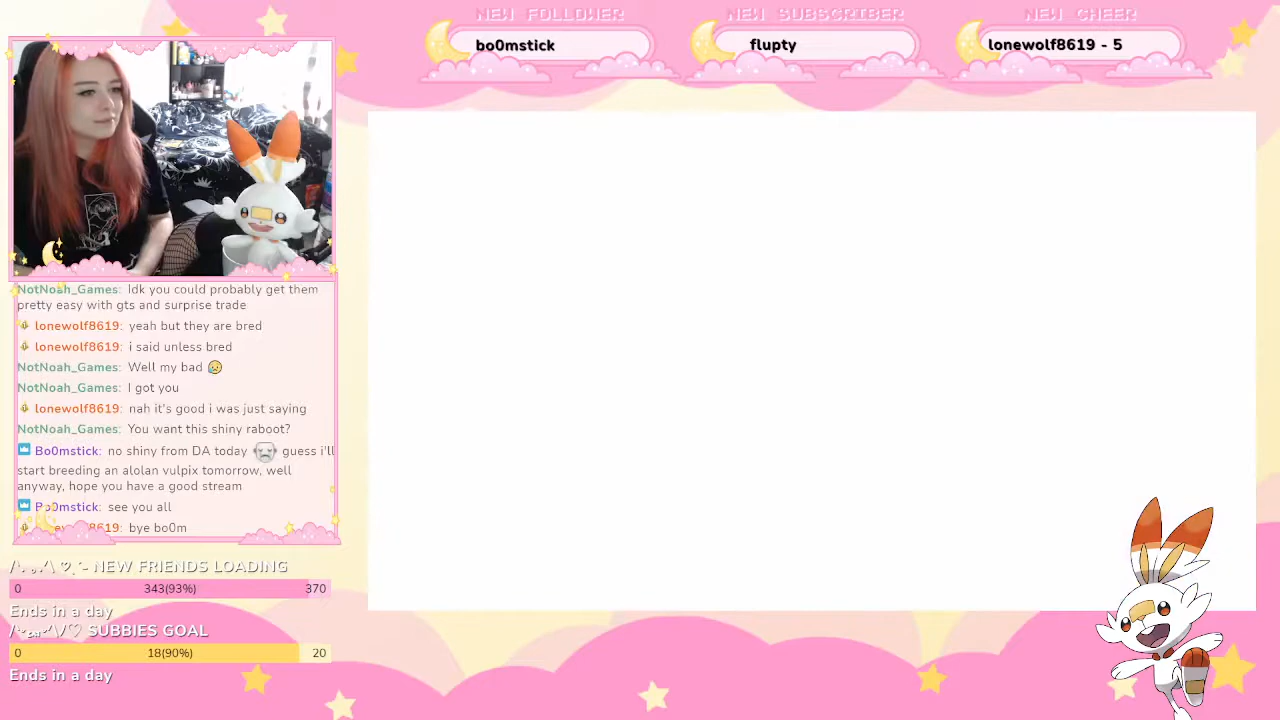 NEW FOLLOWER
bo0mstick
NEW SUBSCRIBER
flupty
NEW CHEER
lonewolf8619 - 5
NotNoah_Games: Idk you could probably get them
pretty easy with gts and surprise trade
lonewolf8619: yeah but they are bred
lonewolf8619: i said unless bred
NotNoah_Games: Well my bad 😥
NotNoah_Games: I got you
lonewolf8619: nah it's good i was just saying
NotNoah_Games: You want this shiny raboot?
Bo0mstick: no shiny from DA today guess i'll
start breeding an alolan vulpix tomorrow, well
anyway, hope you have a good stream
Bo0mstick: see you all
bye bo0m
NEW FRIENDS LOADING
0 343(93%) 370
Ends in a day
SUBBIES GOAL
0 18(90%) 20
Ends in a day